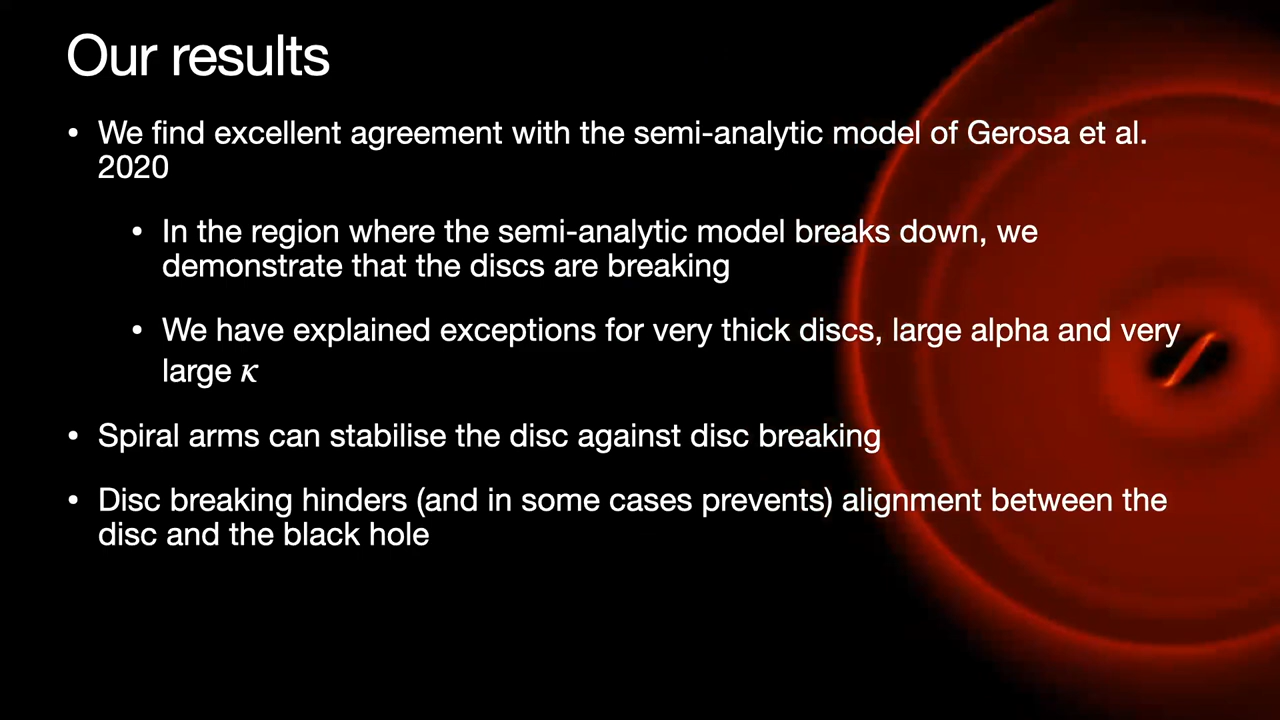 Our results
• We find excellent agreement with the semi-analytic model of Gerosa et al.
2020
• In the region where the semi-analytic model breaks down, we
demonstrate that the discs are breaking
• We have explained exceptions for very thick discs, large alpha and very
large κ
• Spiral arms can stabilise the disc against disc breaking
• Disc breaking hinders (and in some cases prevents) alignment between the
disc and the black hole